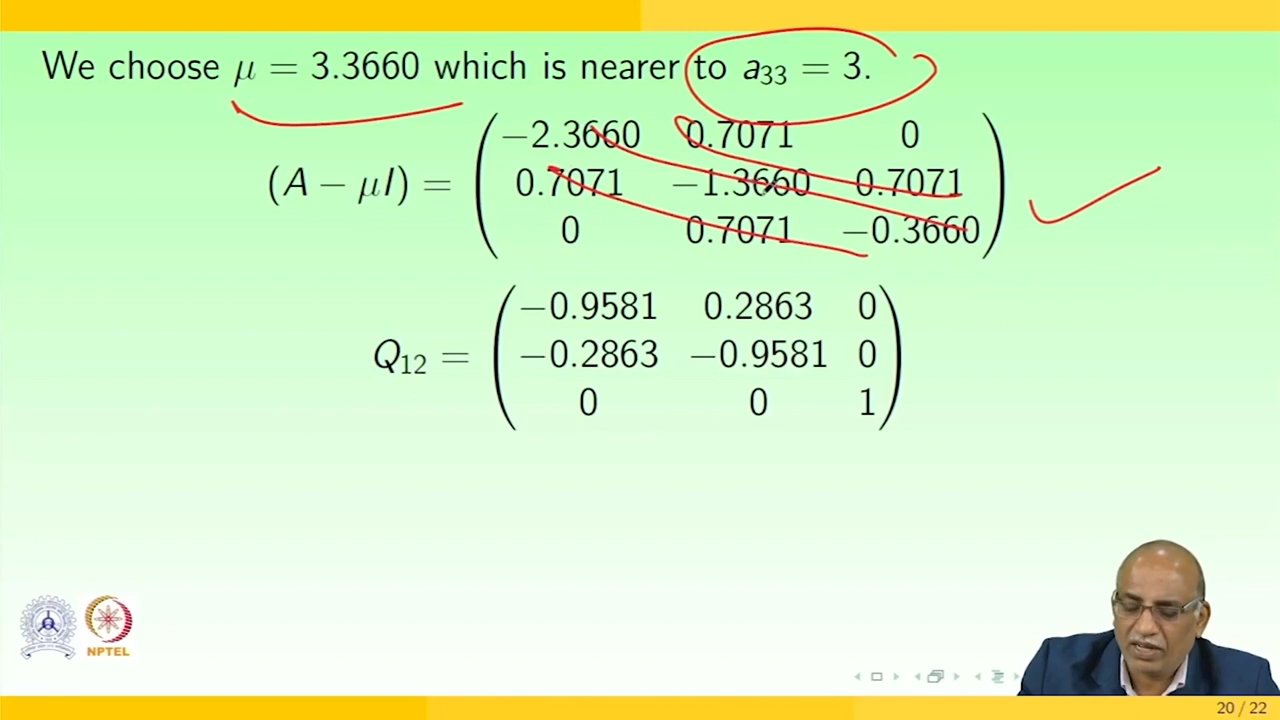 We choose μ = 3.3660 which is nearer to a₃₃ = 3.
−2.3660 0.7071 0
(A − μI) = 0.7071 −1.3660 0.7071
0 0.7071 −0.3660
−0.9581 0.2863 0
Q₁₂ = −0.2863 −0.9581 0
0 0 1
NPTEL
20 / 22